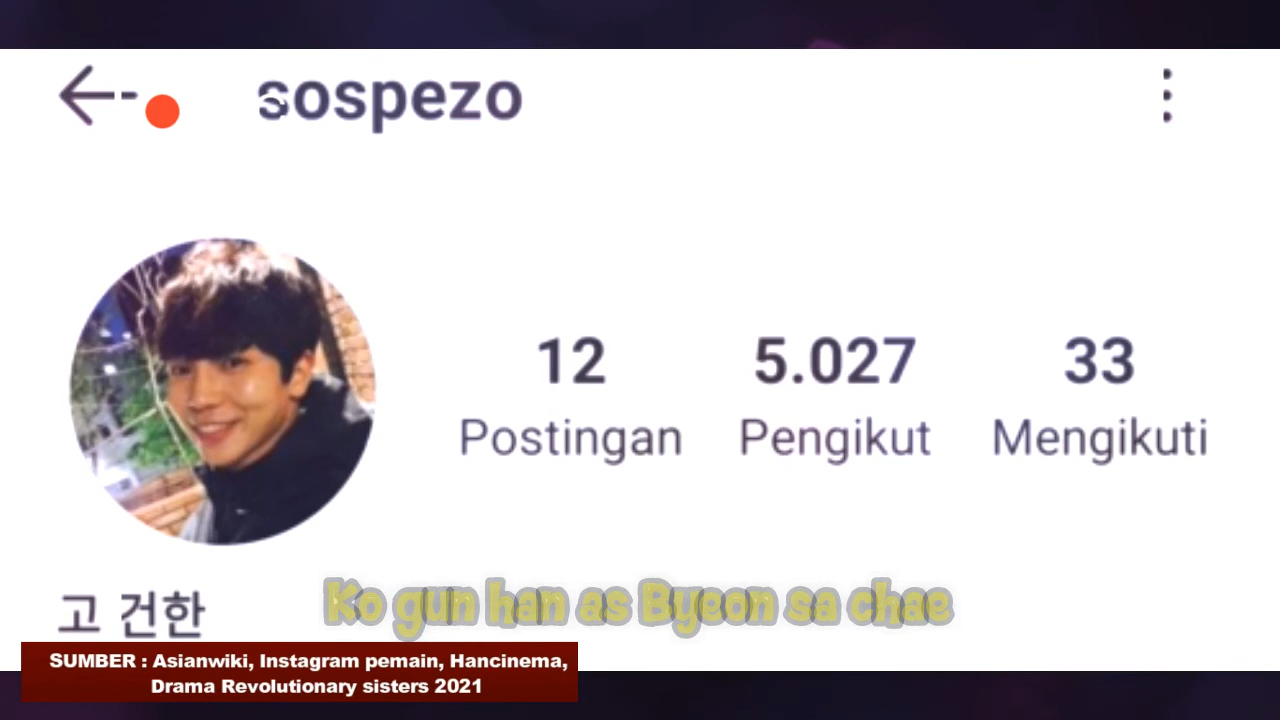 sospezo
12 5.027 33
Postingan Pengikut Mengikuti
고 건한
Ko gun han as Byeon sa chae
SUMBER : Asianwiki, Instagram pemain, Hancinema,
Drama Revolutionary sisters 2021